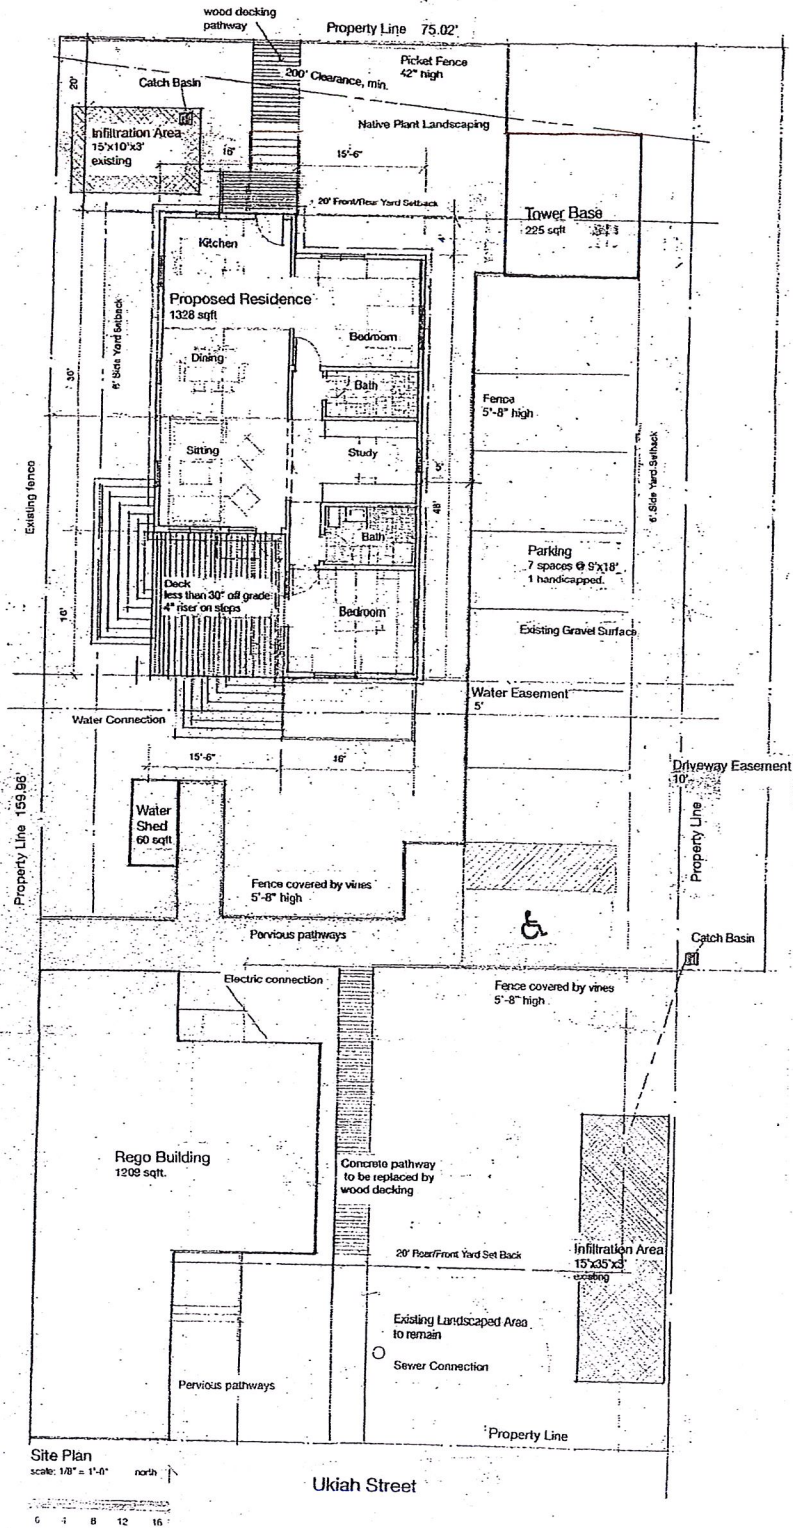 wood decking
pathway
Property Line 75.02'
Picket Fence
42" high
200' Clearance, min.
20'
Catch Basin
Native Plant Landscaping
Infiltration Area
15'x10'x3'
existing
16'
15'-6"
20' Front/Rear Yard Setback
Tower Base
225 sqft
4'
Kitchen
Proposed Residence
1328 sqft
6' Side Yard Setback
Bedroom
Dining
30'
Bath
Fence
5'-8" high
Sitting
Study
6' Side Yard Setback
5'
48'
Existing fence
Bath
Parking
7 spaces @ 9'x18'
1 handicapped.
Deck
less than 30" off grade
4" riser on steps
16'
Bedroom
Existing Gravel Surface
Water Easement
5'
Water Connection
15'-6"
16'
Driveway Easement
10'
Property Line 159.96'
Water
Shed
60 sqft
Property Line
Fence covered by vines
5'-8" high
Pervious pathways
Catch Basin
Electric connection
Fence covered by vines
5'-8" high
Rego Building
1209 sqft.
Concrete pathway
to be replaced by
wood decking
20' Rear/Front Yard Set Back
Infiltration Area
15'x35'x3'
existing
Existing Landscaped Area
to remain
Sewer Connection
Pervious pathways
Property Line
Site Plan
scale: 1/8" = 1'-0"
north
Ukiah Street
0 4 8 12 16